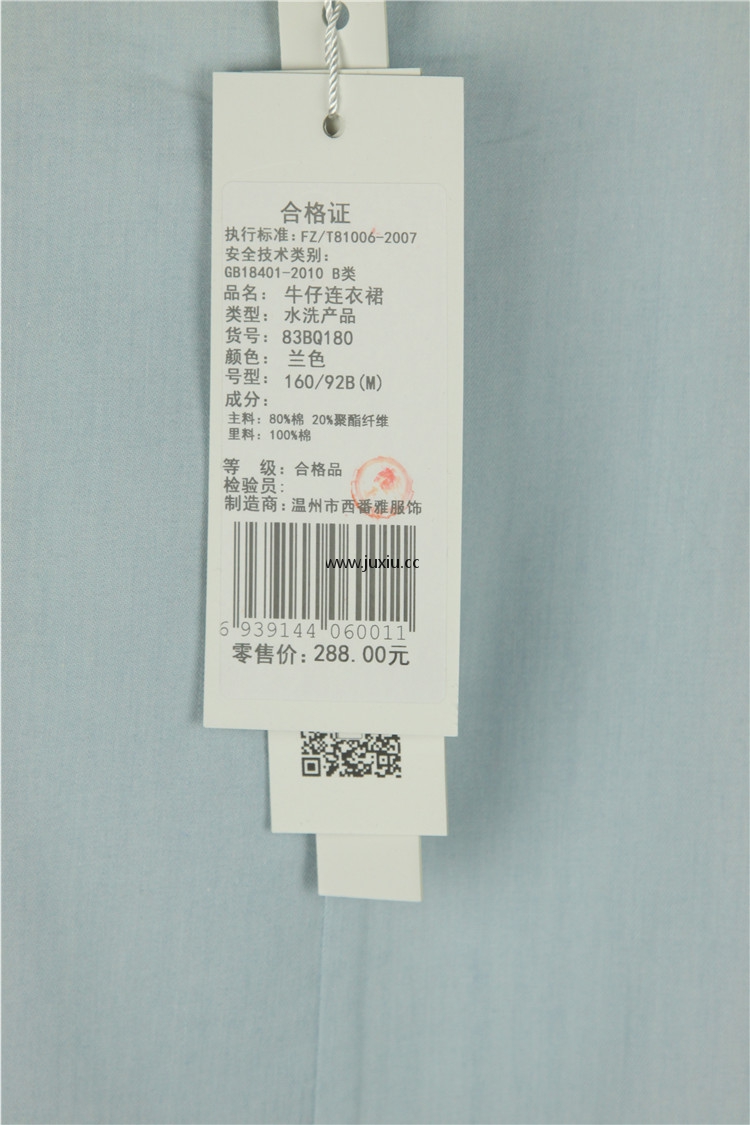 合格证
执行标准：FZ/T81006-2007
安全技术类别：
GB18401-2010 B类
品名： 牛仔连衣裙
类型： 水洗产品
货号： 83BQ180
颜色： 兰色
号型： 160/92B(M)
成分：
主料：80%棉 20%聚酯纤维
里料：100%棉
等 级：合格品
检验员：
制造商：温州市西番雅服饰
www.juxiu.cc
6 939144 060011
零售价：288.00元